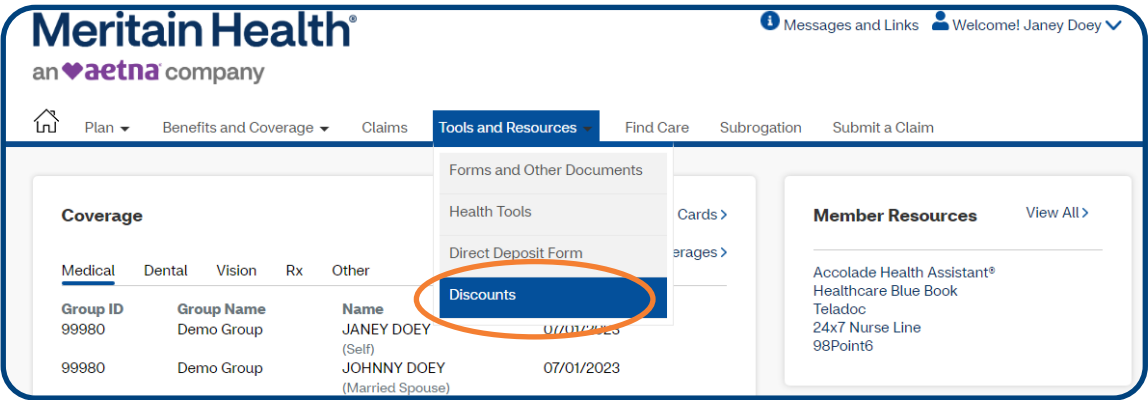 Meritain Health®
an aetna company
Messages and Links Welcome! Janey Doey
Plan Benefits and Coverage Claims Tools and Resources Find Care Subrogation Submit a Claim
Forms and Other Documents
Health Tools
Direct Deposit Form
Discounts
Coverage
Cards >
erages >
Medical Dental Vision Rx Other
Group ID Group Name Name
99980 Demo Group JANEY DOEY 07/01/2023
(Self)
99980 Demo Group JOHNNY DOEY 07/01/2023
(Married Spouse)
Member Resources View All >
Accolade Health Assistant®
Healthcare Blue Book
Teladoc
24x7 Nurse Line
98Point6